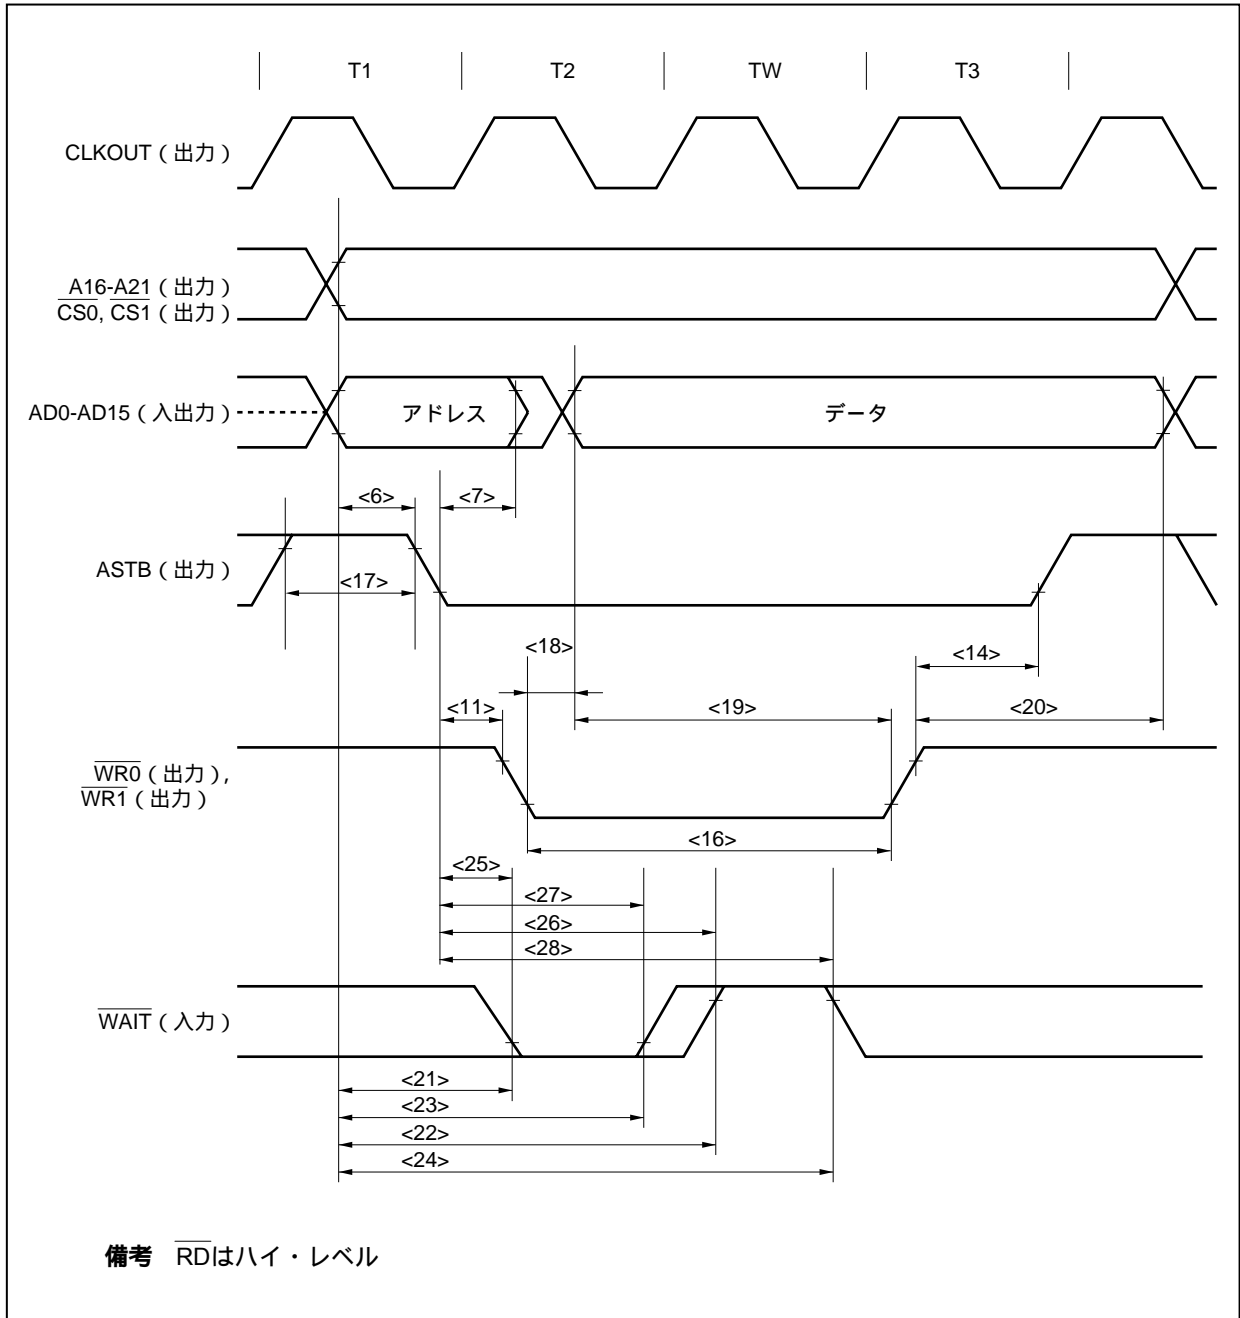 T1 T2 TW T3
CLKOUT（出力）
A16-A21（出力）
CS0, CS1（出力）
AD0-AD15（入出力）
アドレス データ
<6> <7>
ASTB（出力）
<17>
<18> <14>
<11> <19> <20>
WR0（出力）,
WR1（出力）
<16>
<25>
<27>
<26>
<28>
WAIT（入力）
<21>
<23>
<22>
<24>
備考 RDはハイ・レベル